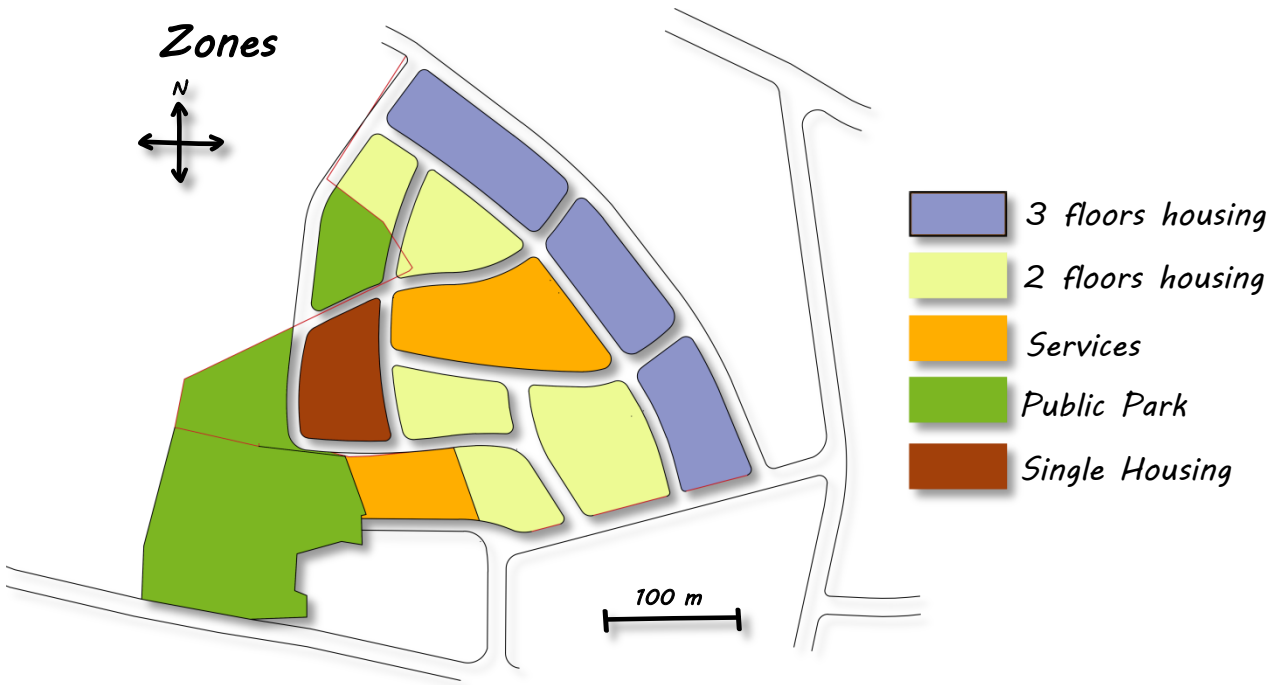 Zones
N
3 floors housing
2 floors housing
Services
Public Park
Single Housing
100 m